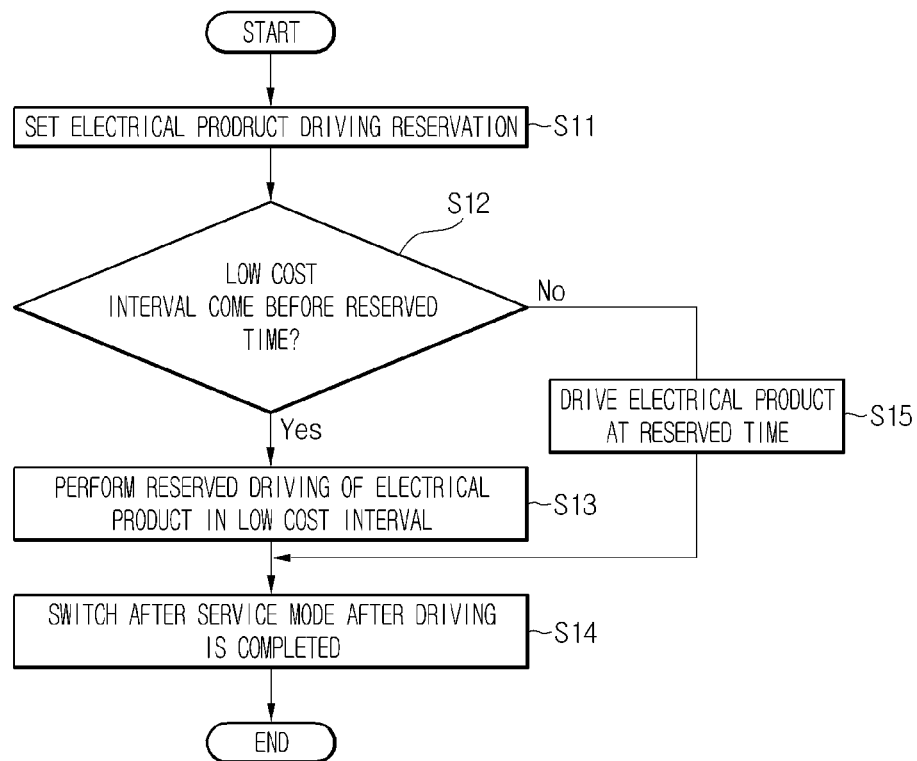 START
SET ELECTRICAL PRODRUCT DRIVING RESERVATION
S11
S12
LOW COST
INTERVAL COME BEFORE RESERVED
TIME?
No
Yes
DRIVE ELECTRICAL PRODUCT
AT RESERVED TIME
S15
PERFORM RESERVED DRIVING OF ELECTRICAL
PRODUCT IN LOW COST INTERVAL
S13
SWITCH AFTER SERVICE MODE AFTER DRIVING
IS COMPLETED
S14
END